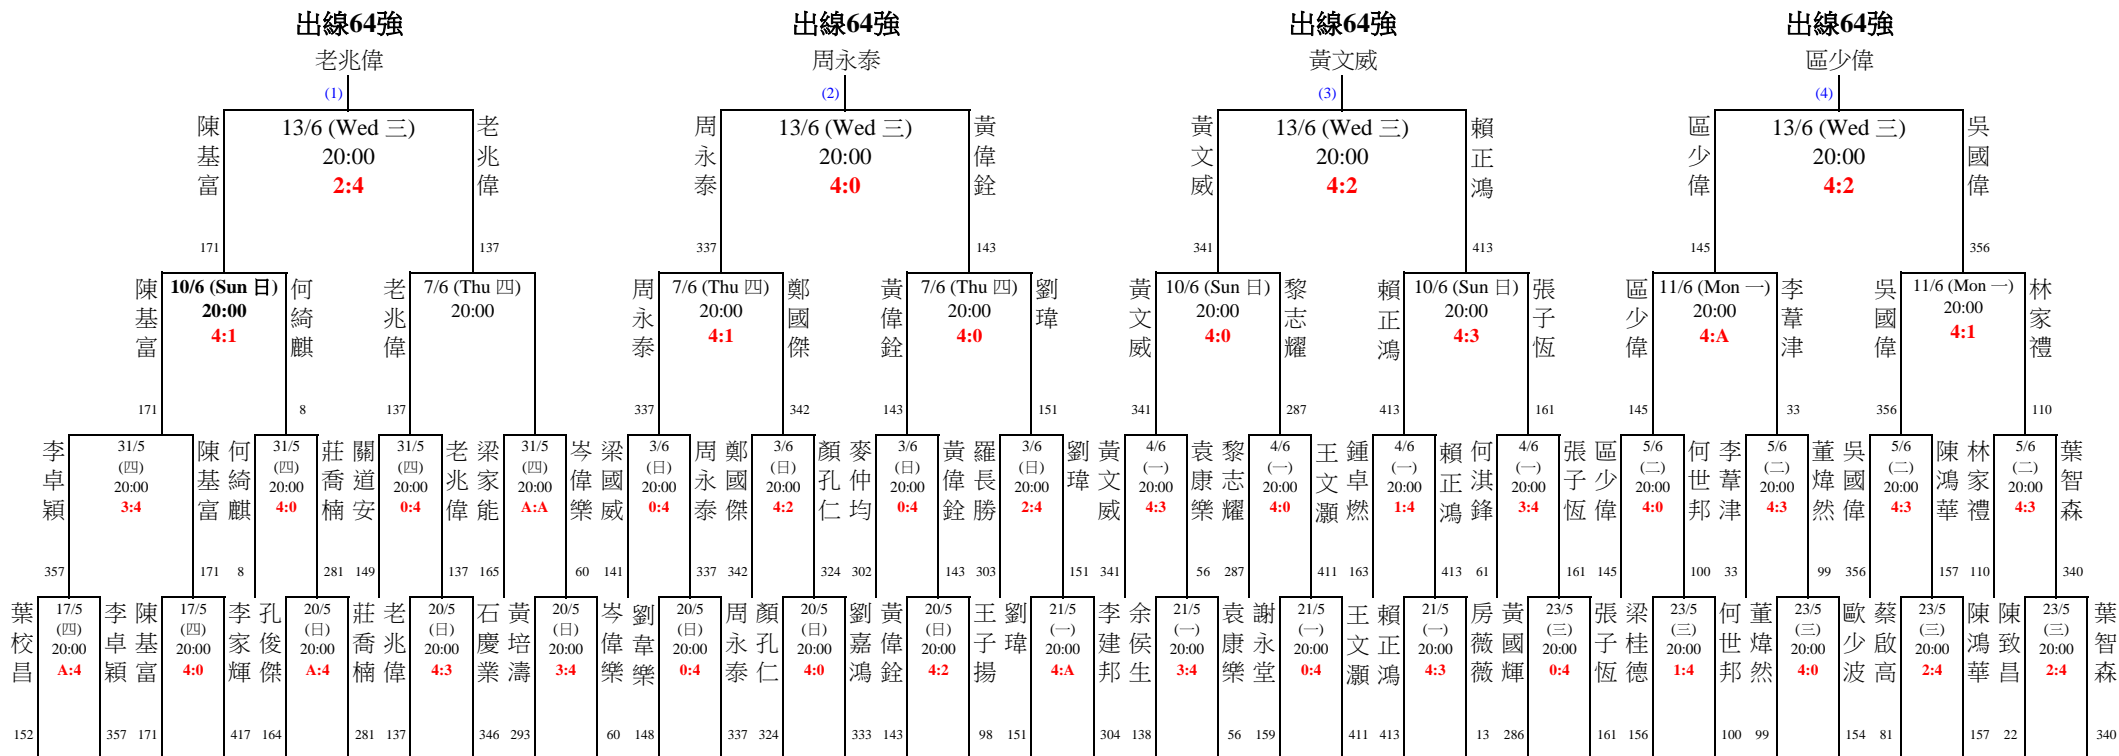 出線64強 出線64強 出線64強 出線64強
老兆偉 周永泰 黃文威 區少偉
(1) (2) (3) (4)
陳基富 13/6 (Wed 三) 老兆偉 周永泰 13/6 (Wed 三) 黃偉銓 黃文威 13/6 (Wed 三) 賴正鴻 區少偉 13/6 (Wed 三) 吳國偉
20:00 20:00 20:00 20:00
2:4 4:0 4:2 4:2
171 137 337 143 341 413 145 356
陳基富 10/6 (Sun 日) 何綺麒 老兆偉 7/6 (Thu 四) 周永泰 7/6 (Thu 四) 鄭國傑 黃偉銓 7/6 (Thu 四) 劉瑋 黃文威 10/6 (Sun 日) 黎志耀 賴正鴻 10/6 (Sun 日) 張子恆 區少偉 11/6 (Mon 一) 李葦津 吳國偉 11/6 (Mon 一) 林家禮
20:00 20:00 20:00 20:00 20:00 20:00 20:00 20:00
4:1 4:1 4:0 4:0 4:3 4:A 4:1
171 8 137 337 342 143 151 341 287 413 161 145 33 356 110
李卓穎 31/5 陳基富 何綺麒 31/5 莊喬楠 關道安 31/5 老兆偉 梁家能 31/5 岑偉樂 梁國威 3/6 周永泰 鄭國傑 3/6 顏孔仁 麥仲均 3/6 黃偉銓 羅長勝 3/6 劉瑋 黃文威 4/6 袁康樂 黎志耀 4/6 王文灝 鍾卓燃 4/6 賴正鴻 何淇鋒 4/6 張子恆 區少偉 5/6 何世邦 李葦津 5/6 董煒然 吳國偉 5/6 陳鴻華 林家禮 5/6 葉智森
(四) (四) (四) (四) (日) (日) (日) (日) (一) (一) (一) (一) (二) (二) (二) (二)
20:00 20:00 20:00 20:00 20:00 20:00 20:00 20:00 20:00 20:00 20:00 20:00 20:00 20:00 20:00 20:00
3:4 4:0 0:4 A:A 0:4 4:2 0:4 2:4 4:3 4:0 1:4 3:4 4:0 4:3 4:3 4:3
357 171 8 281 149 137 165 60 141 337 342 324 302 143 303 151 341 56 287 411 163 413 61 161 145 100 33 99 356 157 110 340
葉校昌 17/5 李卓穎 陳基富 17/5 李家輝 孔俊傑 20/5 莊喬楠 老兆偉 20/5 石慶業 黃培濤 20/5 岑偉樂 劉韋樂 20/5 周永泰 顏孔仁 20/5 劉嘉鴻 黃偉銓 20/5 王子揚 劉瑋 21/5 李建邦 余侯生 21/5 袁康樂 謝永堂 21/5 王文灝 賴正鴻 21/5 房薇薇 黃國輝 23/5 張子恆 梁桂德 23/5 何世邦 董煒然 23/5 歐少波 蔡啟高 23/5 陳鴻華 陳致昌 23/5 葉智森
(四) (四) (日) (日) (日) (日) (日) (日) (一) (一) (一) (一) (三) (三) (三) (三) (三)
20:00 20:00 20:00 20:00 20:00 20:00 20:00 20:00 20:00 20:00 20:00 20:00 20:00 20:00 20:00 20:00 20:00
A:4 4:0 A:4 4:3 3:4 0:4 4:0 4:2 4:A 3:4 0:4 4:3 0:4 1:4 4:0 2:4 2:4
152 357 171 417 164 281 137 346 293 60 148 337 324 333 143 98 151 304 138 56 159 411 413 13 286 161 156 100 99 154 81 157 22 340